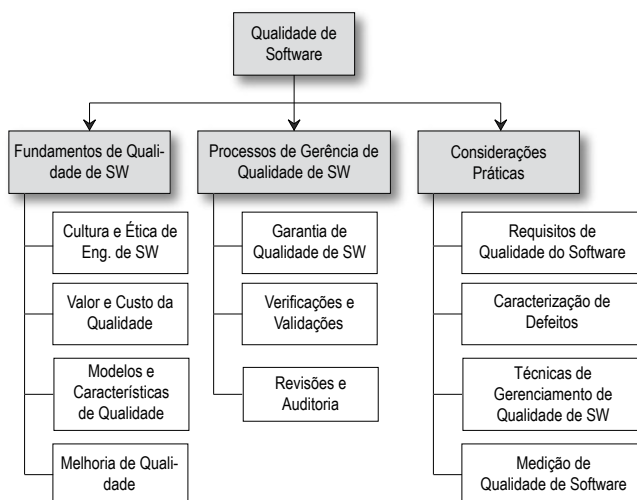 Qualidade de
Software
Fundamentos de Quali-
dade de SW
Processos de Gerência de
Qualidade de SW
Considerações
Práticas
Cultura e Ética de
Eng. de SW
Valor e Custo da
Qualidade
Modelos e
Características
de Qualidade
Melhoria de Quali-
dade
Garantia de
Qualidade de SW
Verificações e
Validações
Revisões e
Auditoria
Requisitos de
Qualidade do Software
Caracterização de
Defeitos
Técnicas de
Gerenciamento de
Qualidade de SW
Medição de
Qualidade de Software